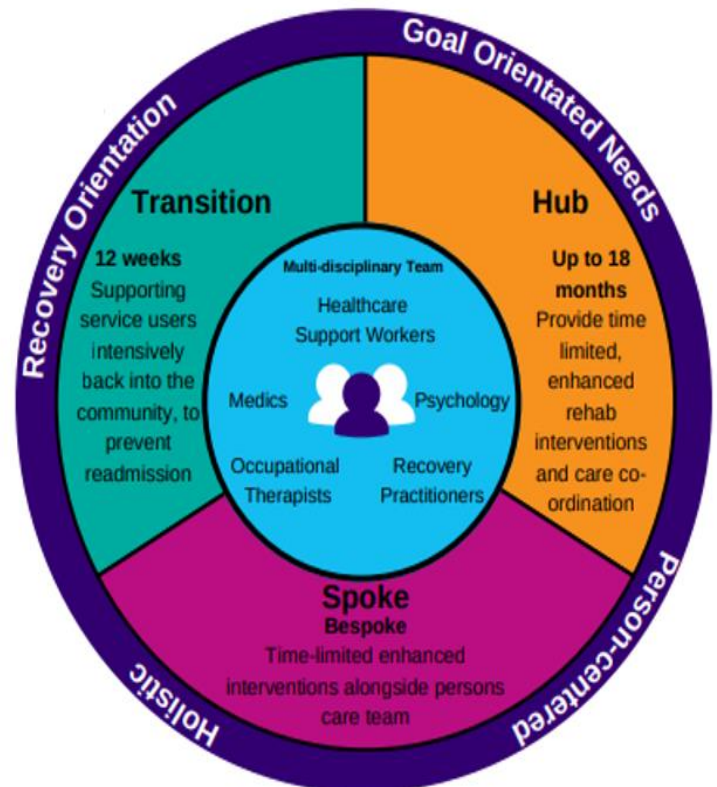 Goal Orientated Needs
Recovery Orientation
Transition
12 weeks
Supporting
service users
intensively
back into the
community, to
prevent
readmission
Hub
Up to 18
months
Provide time
limited,
enhanced
rehab
interventions
and care co-
ordination
Multi-disciplinary Team
Healthcare
Support Workers
Medics
Psychology
Occupational
Therapists
Recovery
Practitioners
Spoke
Bespoke
Time-limited enhanced
interventions alongside persons
care team
Holistic
Person-centered